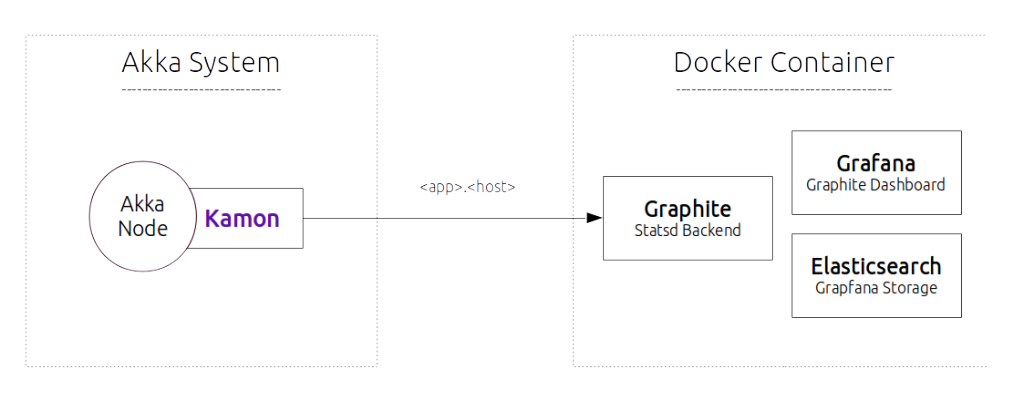 Akka System
Docker Container
Akka
Node
Kamon
<app>.<host>
Graphite
Statsd Backend
Grafana
Graphite Dashboard
Elasticsearch
Grapfana Storage